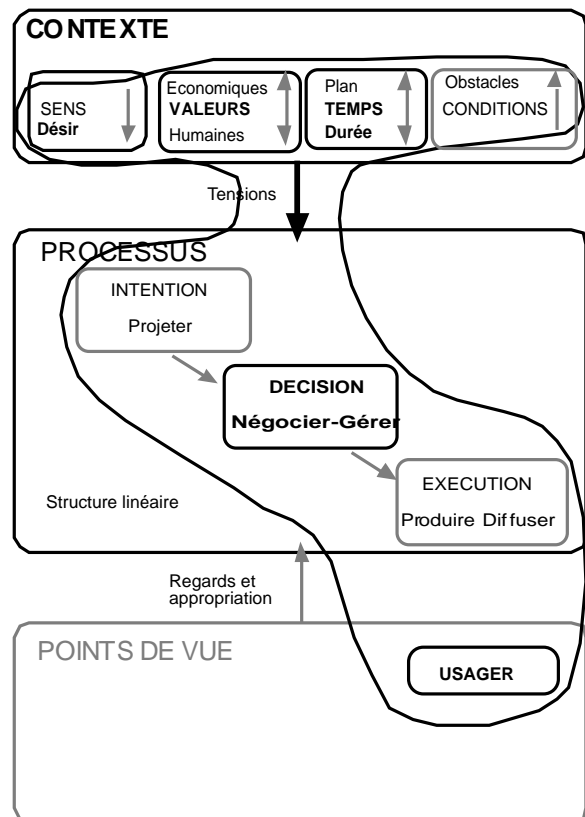 CONTEXTE
SENS
Désir
Economiques
VALEURS
Humaines
Plan
TEMPS
Durée
Obstacles
CONDITIONS
Tensions
PROCESSUS
INTENTION
Projeter
DECISION
Négocier-Gérer
EXECUTION
Produire Diffuser
Structure linéaire
Regards et
appropriation
POINTS DE VUE
USAGER